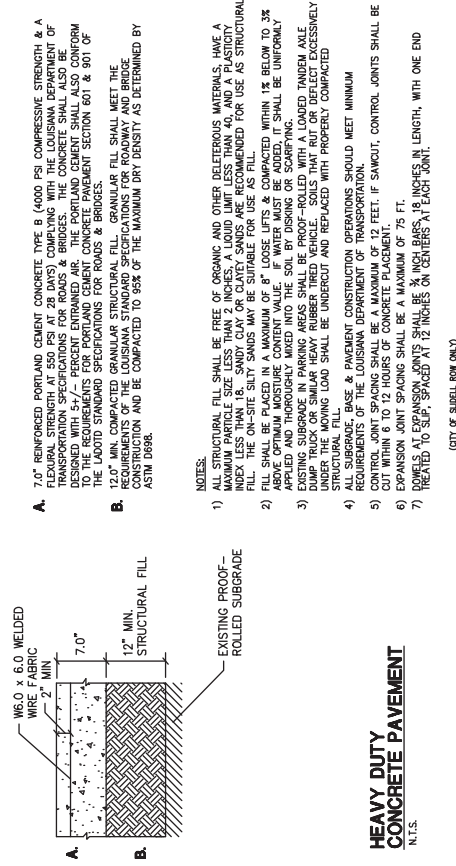 W6.0 x 6.0 WELDED
WIRE FABRIC
2" MIN
7.0"
12" MIN.
STRUCTURAL FILL
A.
B.
EXISTING PROOF-
ROLLED SUBGRADE
HEAVY DUTY
CONCRETE PAVEMENT
N.T.S.
A. 7.0" REINFORCED PORTLAND CEMENT CONCRETE TYPE B (4000 PSI COMPRESSIVE STRENGTH & A
FLEXURAL STRENGTH AT 550 PSI AT 28 DAYS) COMPLYING WITH THE LOUISIANA DEPARTMENT OF
TRANSPORTATION SPECIFICATIONS FOR ROADS & BRIDGES. THE CONCRETE SHALL ALSO BE
DESIGNED WITH 5+/- PERCENT ENTRAINED AIR. THE PORTLAND CEMENT SHALL ALSO CONFORM
TO THE REQUIREMENTS FOR PORTLAND CEMENT CONCRETE PAVEMENT SECTION 601 & 901 OF
THE LADOTD STANDARD SPECIFICATIONS FOR ROADS & BRIDGES.
B. 12.0" MIN. COMPACTED GRANULAR STRUCTURAL FILL. GRANULAR FILL SHALL MEET THE
REQUIREMENTS OF THE LOUISIANA STANDARD SPECIFICATIONS FOR ROADWAY AND BRIDGE
CONSTRUCTION AND BE COMPACTED TO 95% OF THE MAXIMUM DRY DENSITY AS DETERMINED BY
ASTM D698.
NOTES:
1) ALL STRUCTURAL FILL SHALL BE FREE OF ORGANIC AND OTHER DELETERIOUS MATERIALS, HAVE A
MAXIMUM PARTICLE SIZE LESS THAN 2 INCHES, A LIQUID LIMIT LESS THAN 40, AND A PLASTICITY
INDEX LESS THAN 18. SANDY CLAY OR CLAYEY SANDS ARE RECOMMENDED FOR USE AS STRUCTURAL
FILL. THE ON-SITE SILTY SANDS MAY BE SUITABLE FOR USE AS FILL.
2) FILL SHALL BE PLACED IN A MAXIMUM OF 8" LOOSE LIFTS & COMPACTED WITHIN 1% BELOW TO 3%
ABOVE OPTIMUM MOISTURE CONTENT VALUE. IF WATER MUST BE ADDED, IT SHALL BE UNIFORMLY
APPLIED AND THOROUGHLY MIXED INTO THE SOIL BY DISKING OR SCARIFYING.
3) EXISTING SUBGRADE IN PARKING AREAS SHALL BE PROOF-ROLLED WITH A LOADED TANDEM AXLE
DUMP TRUCK OR SIMILAR HEAVY RUBBER TIRED VEHICLE. SOILS THAT RUT OR DEFLECT EXCESSIVELY
UNDER THE MOVING LOAD SHALL BE UNDERCUT AND REPLACED WITH PROPERLY COMPACTED
STRUCTURAL FILL.
4) ALL SUBGRADE, BASE & PAVEMENT CONSTRUCTION OPERATIONS SHOULD MEET MINIMUM
REQUIREMENTS OF THE LOUISIANA DEPARTMENT OF TRANSPORTATION.
5) CONTROL JOINT SPACING SHALL BE A MAXIMUM OF 12 FEET. IF SAWCUT, CONTROL JOINTS SHALL BE
CUT WITHIN 6 TO 12 HOURS OF CONCRETE PLACEMENT.
6) EXPANSION JOINT SPACING SHALL BE A MAXIMUM OF 75 FT.
7) DOWELS AT EXPANSION JOINTS SHALL BE ¾ INCH BARS, 18 INCHES IN LENGTH, WITH ONE END
TREATED TO SLIP, SPACED AT 12 INCHES ON CENTERS AT EACH JOINT.
(CITY OF SLIDELL ROW ONLY)